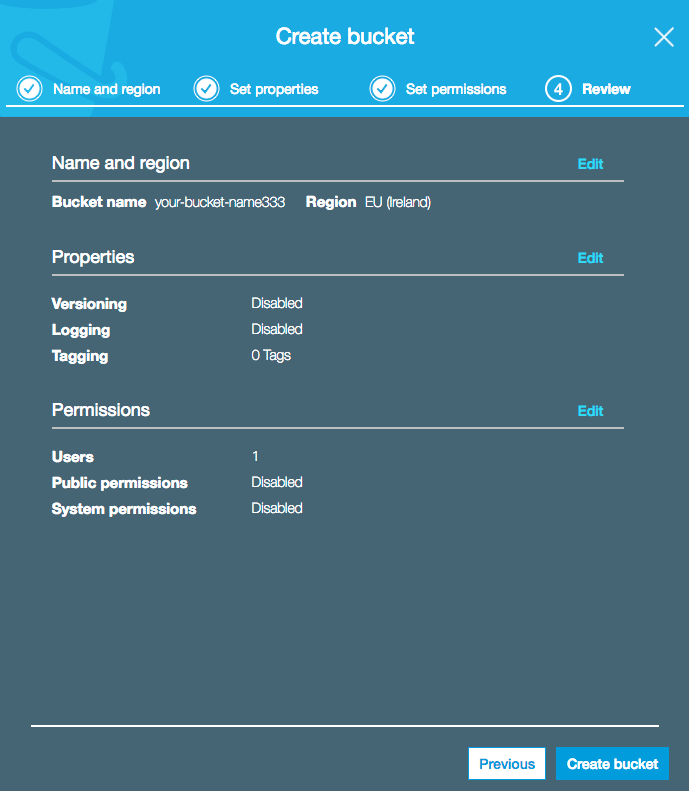 Create bucket
Name and region Set properties Set permissions 4 Review
Name and region Edit
Bucket name your-bucket-name333 Region EU (Ireland)
Properties Edit
Versioning Disabled
Logging Disabled
Tagging 0 Tags
Permissions Edit
Users 1
Public permissions Disabled
System permissions Disabled
Previous Create bucket